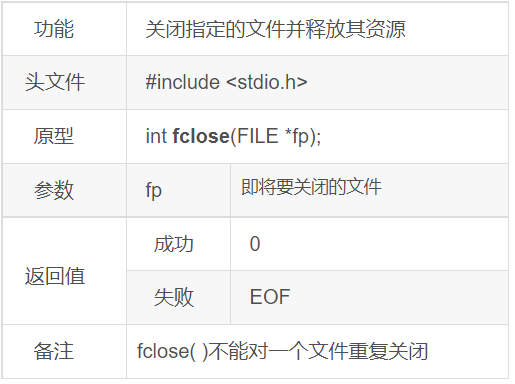 功能 关闭指定的文件并释放其资源
头文件 #include <stdio.h>
原型 int fclose(FILE *fp);
参数 fp 即将要关闭的文件
返回值 成功 0
失败 EOF
备注 fclose( )不能对一个文件重复关闭